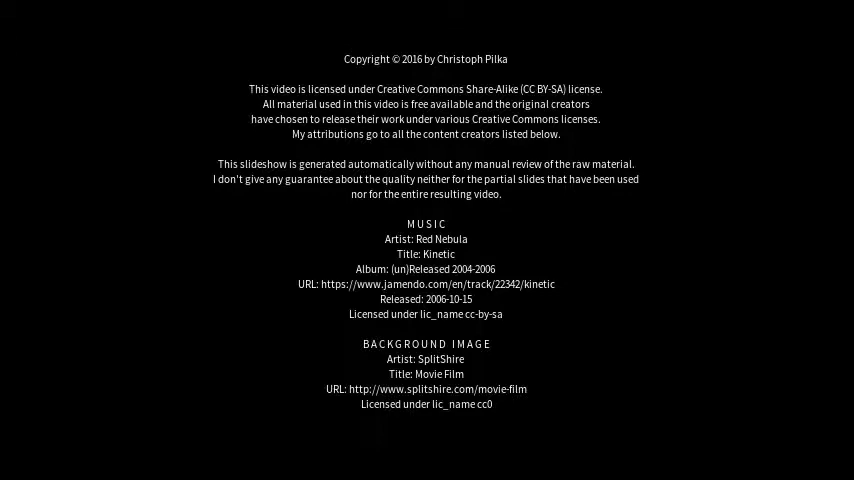 Copyright © 2016 by Christoph Pilka
This video is licensed under Creative Commons Share-Alike (CC BY-SA) license.
All material used in this video is free available and the original creators
have chosen to release their work under various Creative Commons licenses.
My attributions go to all the content creators listed below.
This slideshow is generated automatically without any manual review of the raw material.
I don't give any guarantee about the quality neither for the partial slides that have been used
nor for the entire resulting video.
MUSIC
Artist: Red Nebula
Title: Kinetic
Album: (un)Released 2004-2006
URL: https://www.jamendo.com/en/track/22342/kinetic
Released: 2006-10-15
Licensed under lic_name cc-by-sa
BACKGROUND IMAGE
Artist: SplitShire
Title: Movie Film
URL: http://www.splitshire.com/movie-film
Licensed under lic_name cc0